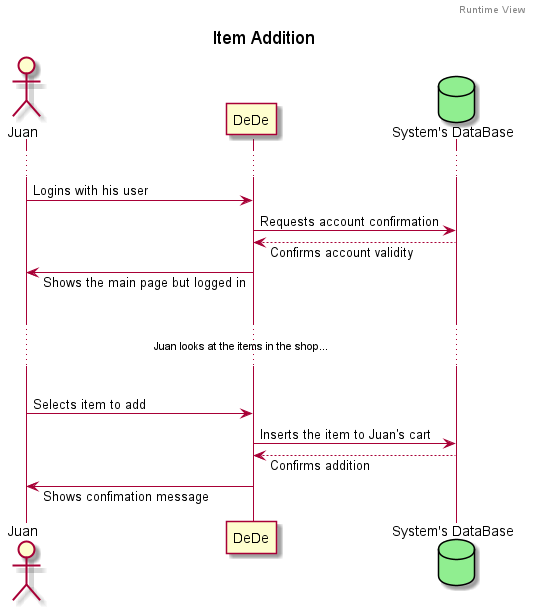 Runtime View
Item Addition
Juan
DeDe
System's DataBase
Logins with his user
Requests account confirmation
Confirms account validity
Shows the main page but logged in
Juan looks at the items in the shop...
Selects item to add
Inserts the item to Juan's cart
Confirms addition
Shows confimation message
Juan
DeDe
System's DataBase